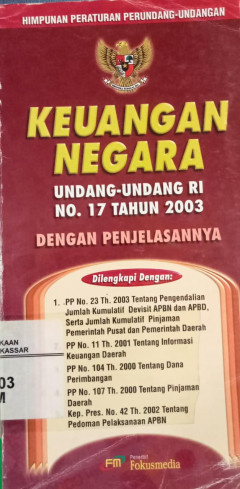 HIMPUNAN PERATURAN PERUNDANG-UNDANGAN
KEUANGAN
NEGARA
UNDANG-UNDANG RI
NO. 17 TAHUN 2003
DENGAN PENJELASANNYA
Dilengkapi Dengan:
1. .PP No. 23 Th. 2003 Tentang Pengendalian
Jumlah Kumulatif Devisit APBN dan APBD,
Serta Jumlah Kumulatif Pinjaman
Pemerintah Pusat dan Pemerintah Daerah
PP No. 11 Th. 2001 Tentang Informasi
Keuangan Daerah
PP No. 104 Th. 2000 Tentang Dana
Perimbangan
PP No. 107 Th. 2000 Tentang Pinjaman
Daerah
Kep. Pres. No. 42 Th. 2002 Tentang
Pedoman Pelaksanaan APBN
KAAN
KASSAR
03
M
FM Penerbit
Fokusmedia